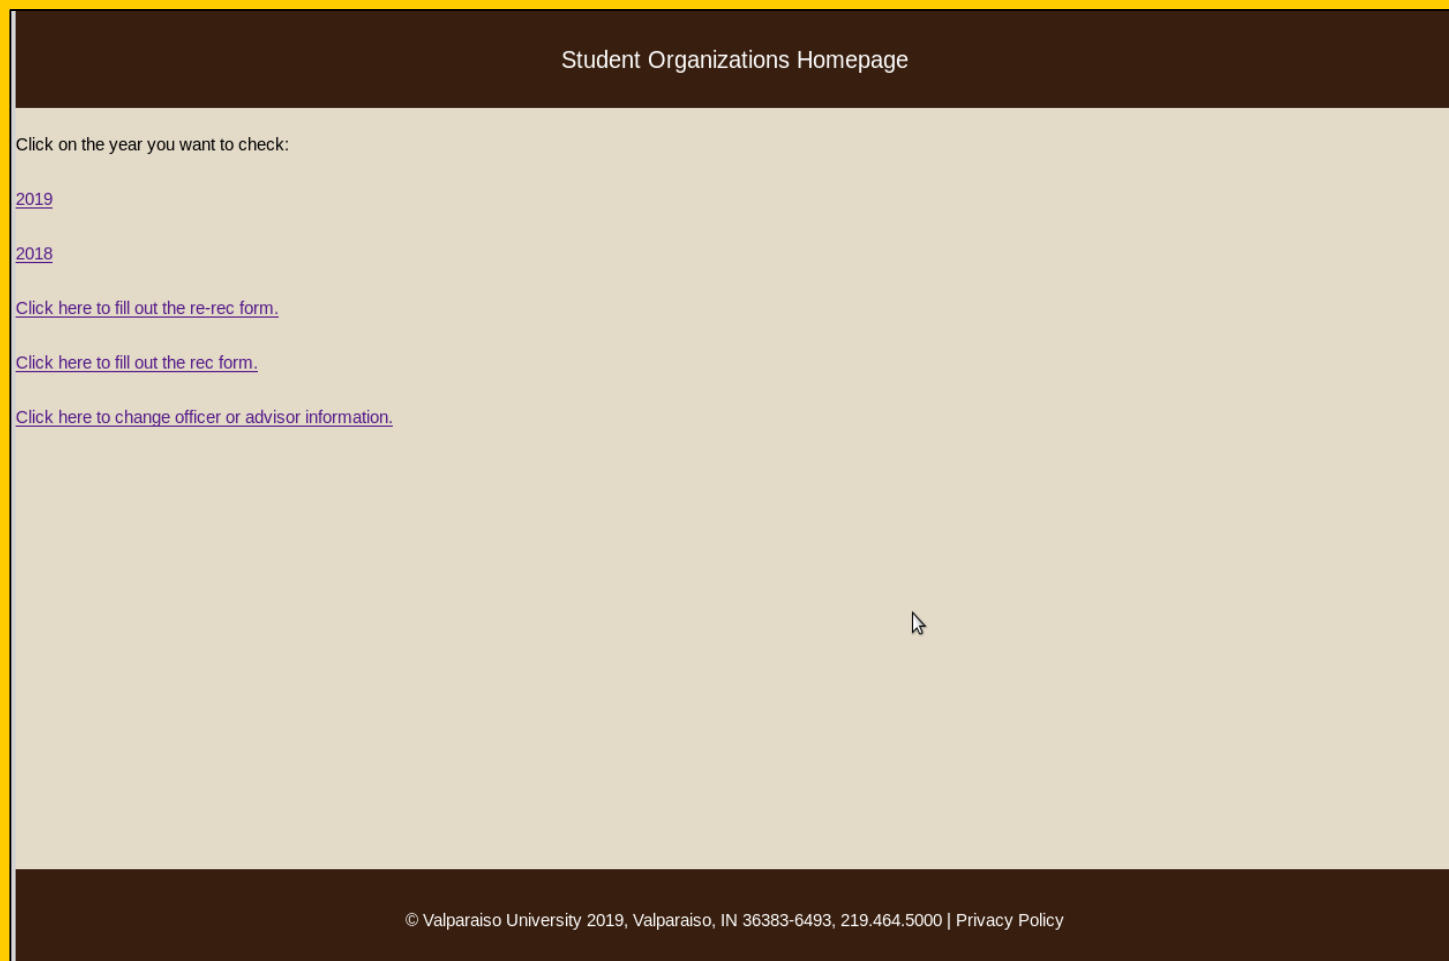 Student Organizations Homepage
Click on the year you want to check:
2019
2018
Click here to fill out the re-rec form.
Click here to fill out the rec form.
Click here to change officer or advisor information.
© Valparaiso University 2019, Valparaiso, IN 36383-6493, 219.464.5000 | Privacy Policy